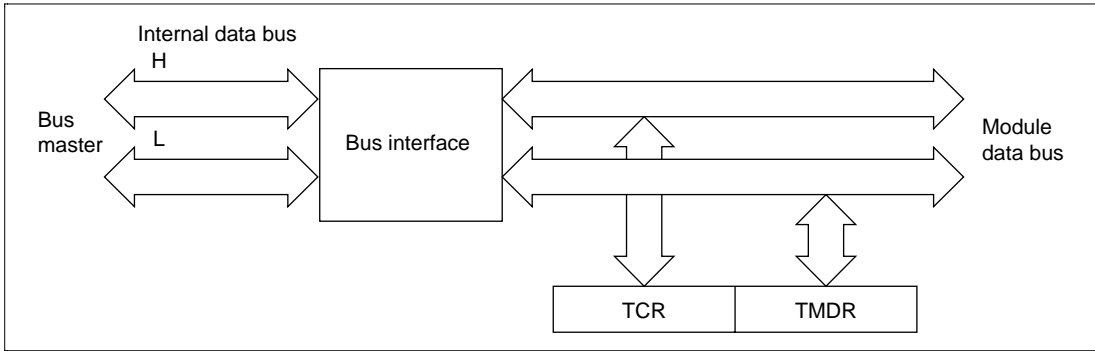 Internal data bus
H
Bus
master
L
Bus interface
Module
data bus
TCR
TMDR